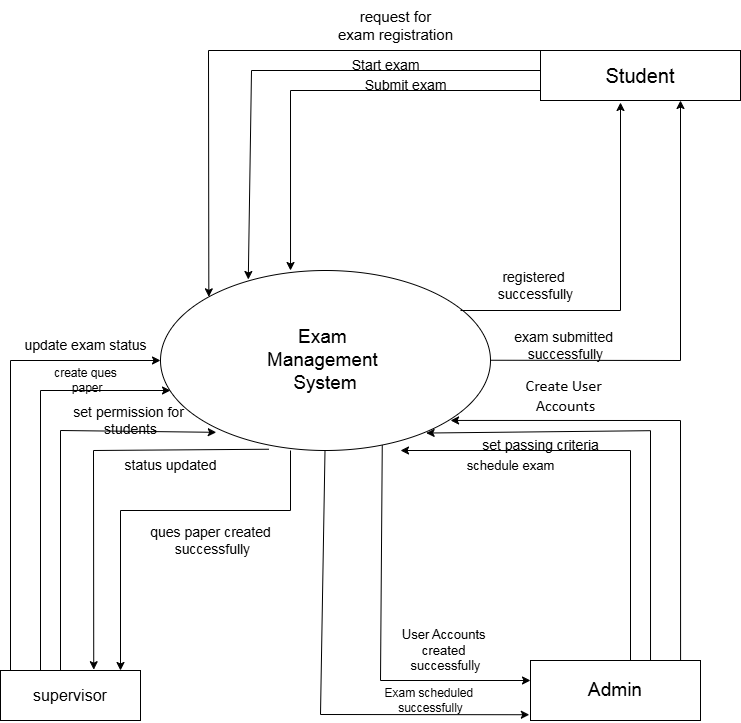 request for
exam registration
Start exam
Student
Submit exam
registered
successfully
Exam
Management
System
update exam status
exam submitted
successfully
create ques
paper
Create User
Accounts
set permission for
students
set passing criteria
status updated
schedule exam
ques paper created
successfully
User Accounts
created
successfully
supervisor
Admin
Exam scheduled
successfully